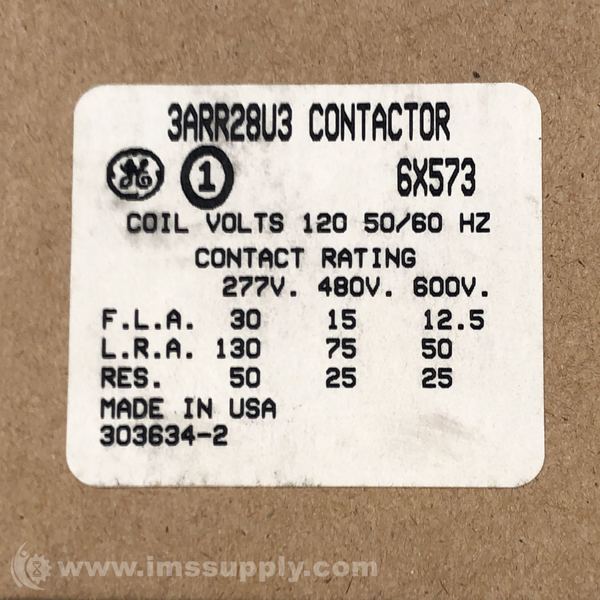 3ARR28U3 CONTACTOR
GE 1 6X573
COIL VOLTS 120 50/60 HZ
CONTACT RATING
277V. 480V. 600V.
F.L.A. 30 15 12.5
L.R.A. 130 75 50
RES. 50 25 25
MADE IN USA
303634-2
www.imssupply.com